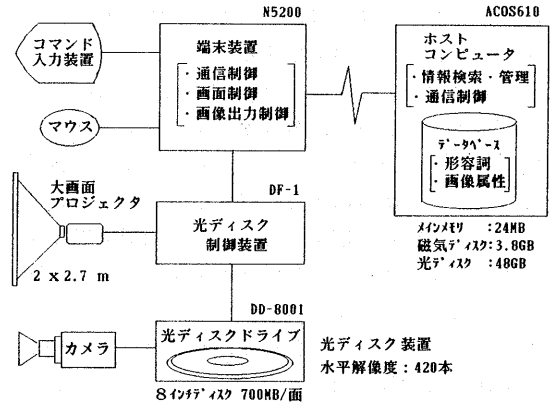 N5200
ACOS610
コマンド
入力装置
端末装置
・通信制御
・画面制御
・画像出力制御
ホスト
コンピュータ
・情報検索・管理
・通信制御
マウス
ﾃﾞｰﾀﾍﾞｰｽ
・形容詞
・画像属性
大画面
プロジェクタ
DF-1
光ディスク
制御装置
ﾒｲﾝﾒﾓﾘ :24MB
磁気ﾃﾞｨｽｸ:3.8GB
光ﾃﾞｨｽｸ :48GB
2 x 2.7 m
DD-8001
カメラ
光ディスクドライブ
光ディスク装置
水平解像度：420本
8ｲﾝﾁﾃﾞｨｽｸ 700MB/面